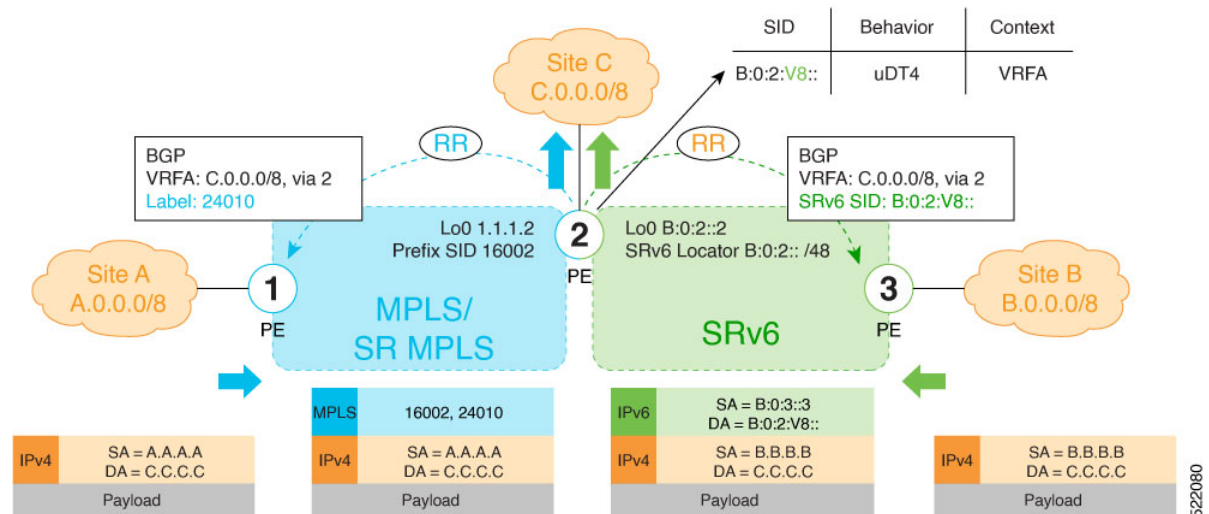 SID Behavior Context
B:0:2:V8:: uDT4 VRFA
Site C
C.0.0.0/8
RR
RR
BGP
VRFA: C.0.0.0/8, via 2
Label: 24010
BGP
VRFA: C.0.0.0/8, via 2
SRv6 SID: B:0:2:V8::
Lo0 1.1.1.2
Prefix SID 16002
2
PE
Lo0 B:0:2::2
SRv6 Locator B:0:2:: /48
Site A
A.0.0.0/8
1
PE
MPLS/
SR MPLS
SRv6
3
PE
Site B
B.0.0.0/8
MPLS 16002, 24010
IPv6 SA = B:0:3::3
DA = B:0:2:V8::
IPv4 SA = A.A.A.A
DA = C.C.C.C
Payload
IPv4 SA = A.A.A.A
DA = C.C.C.C
Payload
IPv4 SA = B.B.B.B
DA = C.C.C.C
Payload
IPv4 SA = B.B.B.B
DA = C.C.C.C
Payload
522080